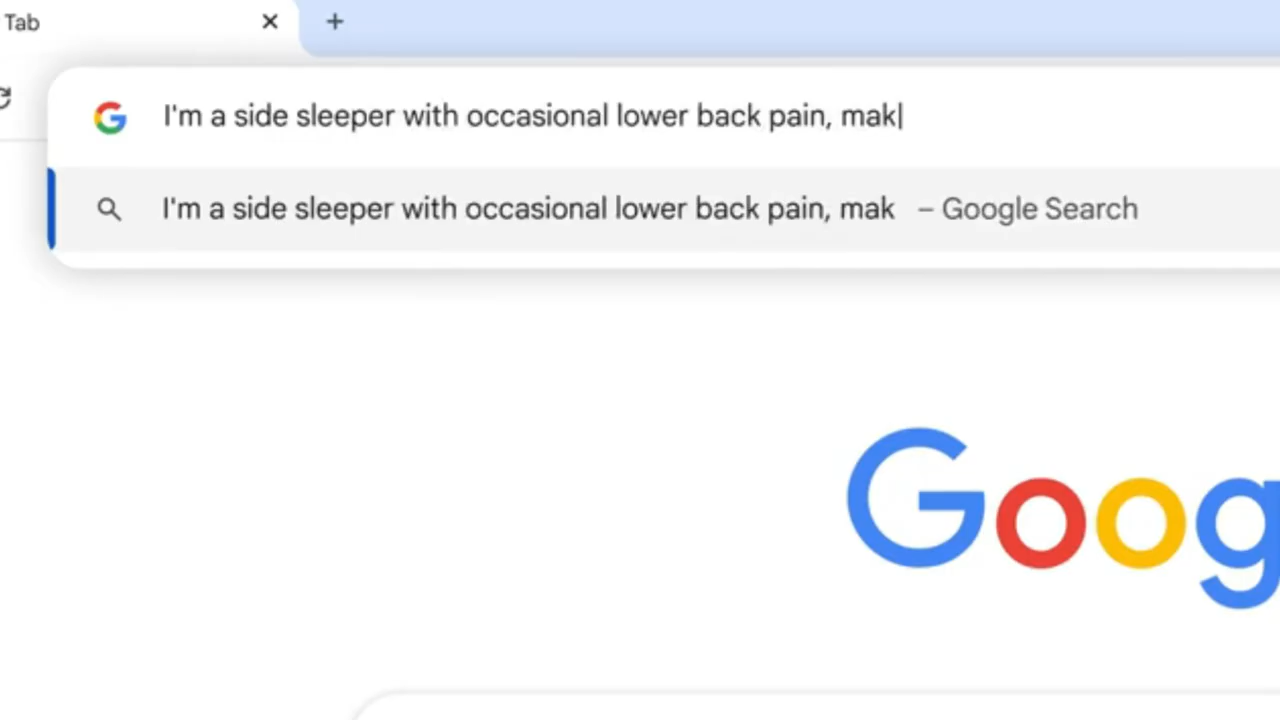 Tab
I'm a side sleeper with occasional lower back pain, mak
I'm a side sleeper with occasional lower back pain, mak – Google Search
Goog